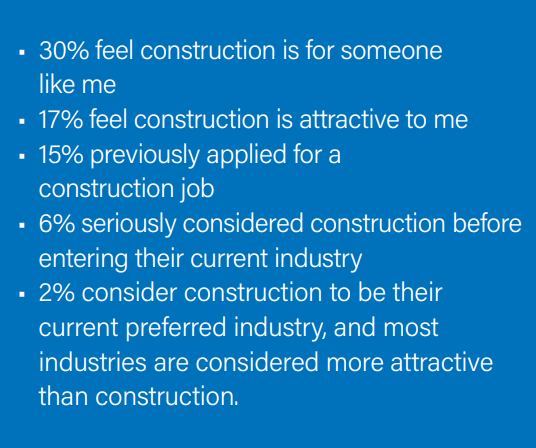 ▪ 30% feel construction is for someone
like me
▪ 17% feel construction is attractive to me
▪ 15% previously applied for a
construction job
▪ 6% seriously considered construction before
entering their current industry
▪ 2% consider construction to be their
current preferred industry, and most
industries are considered more attractive
than construction.